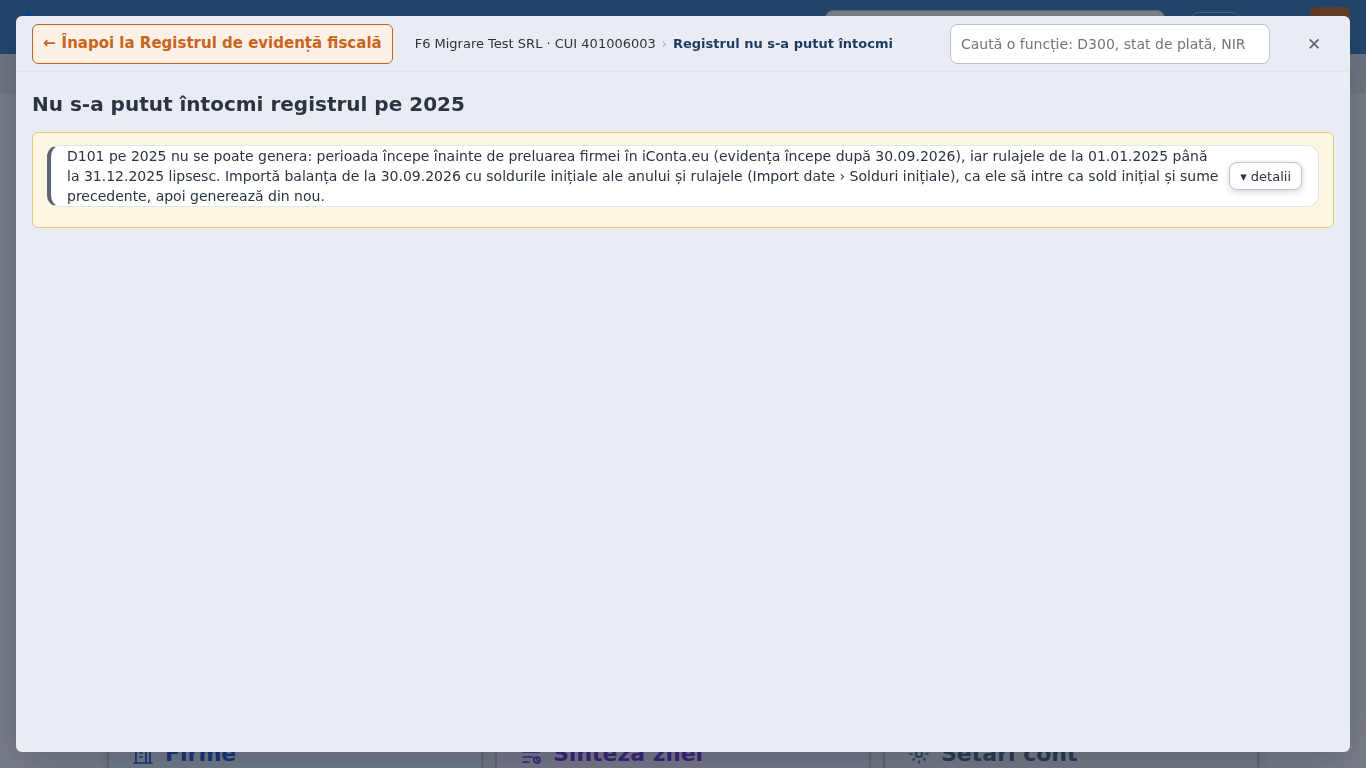 ← Înapoi la Registrul de evidență fiscală
F6 Migrare Test SRL · CUI 401006003 › Registrul nu s-a putut întocmi
Caută o funcție: D300, stat de plată, NIR
✕
Nu s-a putut întocmi registrul pe 2025
D101 pe 2025 nu se poate genera: perioada începe înainte de preluarea firmei în iConta.eu (evidența începe după 30.09.2026), iar rulajele de la 01.01.2025 până
la 31.12.2025 lipsesc. Importă balanța de la 30.09.2026 cu soldurile inițiale ale anului și rulajele (Import date › Solduri inițiale), ca ele să intre ca sold inițial și sume
precedente, apoi generează din nou.
▾ detalii
Firme
Sinteza zilei
Setări cont